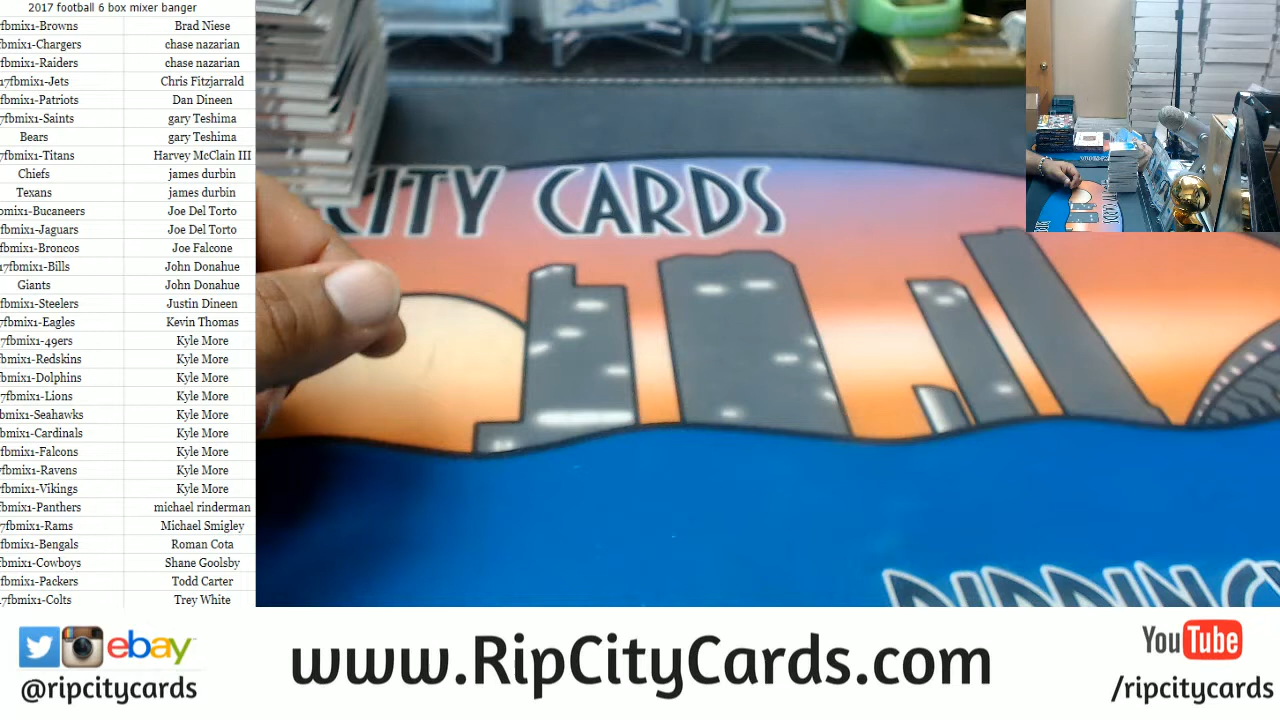 2017 football 6 box mixer banger
fbmix1-Browns Brad Niese
fbmix1-Chargers chase nazarian
fbmix1-Raiders chase nazarian
17fbmix1-Jets Chris Fitzjarrald
fbmix1-Patriots Dan Dineen
7fbmix1-Saints gary Teshima
Bears gary Teshima
7fbmix1-Titans Harvey McClain III
Chiefs james durbin
Texans james durbin
bmix1-Bucaneers Joe Del Torto
fbmix1-Jaguars Joe Del Torto
fbmix1-Broncos Joe Falcone
17fbmix1-Bills John Donahue
Giants John Donahue
fbmix1-Steelers Justin Dineen
7fbmix1-Eagles Kevin Thomas
7fbmix1-49ers Kyle More
fbmix1-Redskins Kyle More
fbmix1-Dolphins Kyle More
7fbmix1-Lions Kyle More
bmix1-Seahawks Kyle More
fbmix1-Cardinals Kyle More
fbmix1-Falcons Kyle More
7fbmix1-Ravens Kyle More
fbmix1-Vikings Kyle More
fbmix1-Panthers michael rinderman
7fbmix1-Rams Michael Smigley
fbmix1-Bengals Roman Cota
fbmix1-Cowboys Shane Goolsby
fbmix1-Packers Todd Carter
17fbmix1-Colts Trey White
CITY CARDS
ebay
@ripcitycards
www.RipCityCards.com
YouTube
/ripcitycards